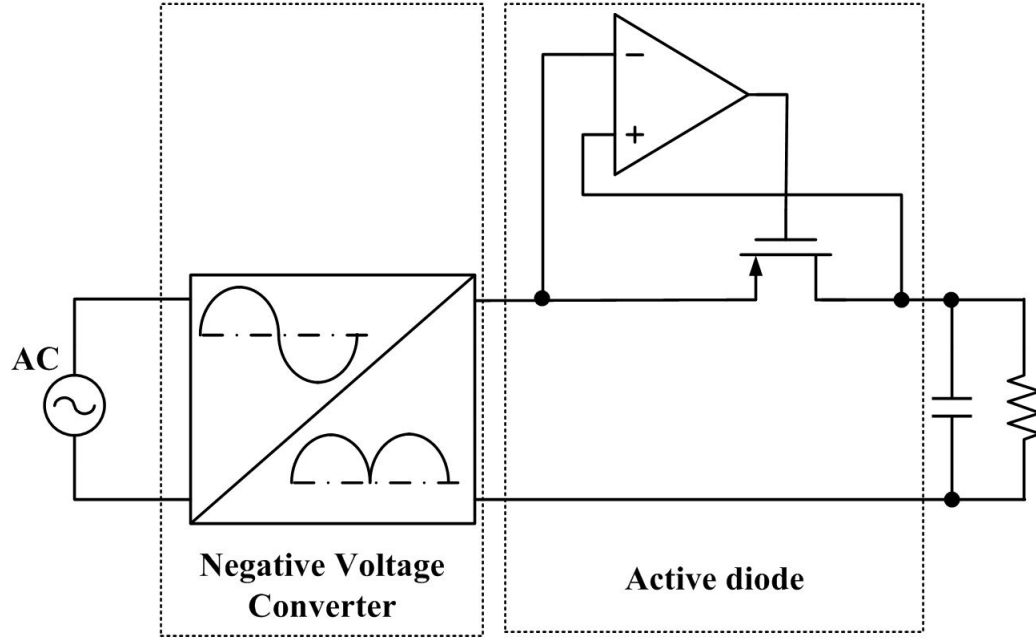 −
+
AC
Negative Voltage
Converter
Active diode